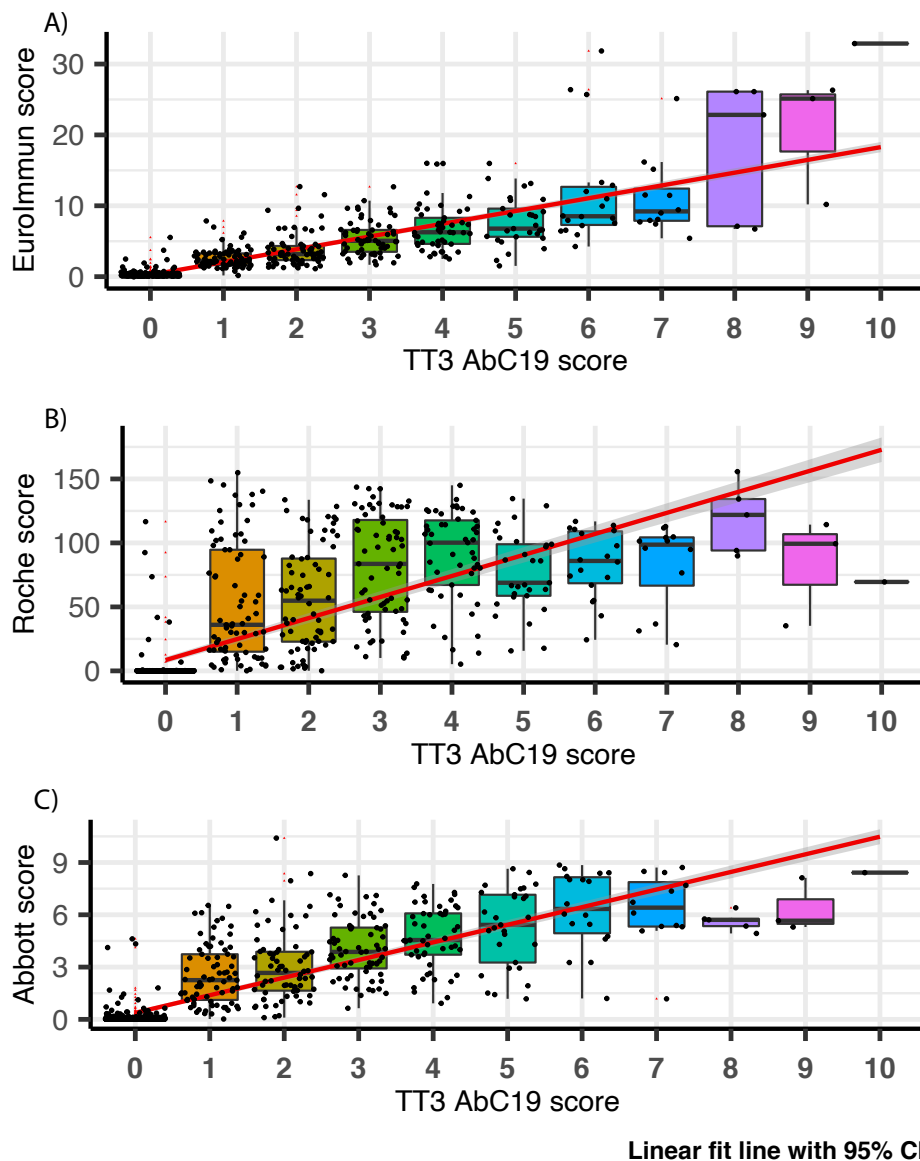 A)
EuroImmun score
30
20
10
0
0 1 2 3 4 5 6 7 8 9 10
TT3 AbC19 score
B)
Roche score
150
100
50
0
0 1 2 3 4 5 6 7 8 9 10
TT3 AbC19 score
C)
Abbott score
9
6
3
0
0 1 2 3 4 5 6 7 8 9 10
TT3 AbC19 score
Linear fit line with 95% CI